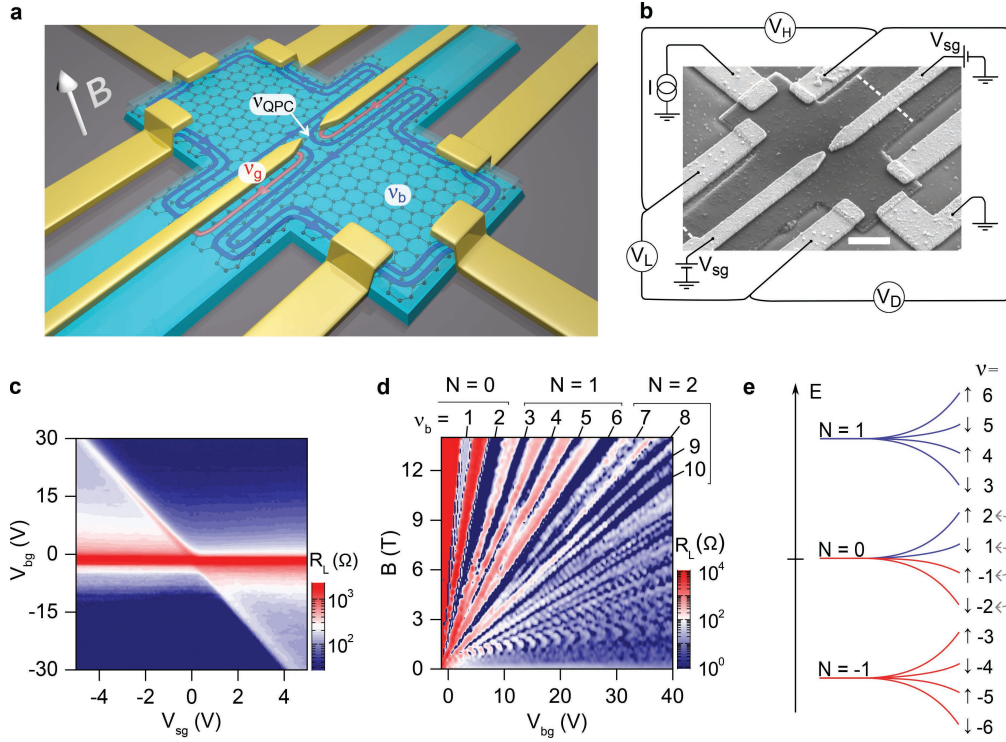 a
B
νQPC
νg
νb
b
VH
Vsg
I
VL
Vsg
VD
c
30
15
0
-15
-30
Vbg (V)
-4 -2 0 2 4
Vsg (V)
RL (Ω)
10³
10²
d
N = 0 N = 1 N = 2
νb = 1 2 3 4 5 6 7 8
9
10
12
9
6
3
0
B (T)
0 10 20 30 40
Vbg (V)
RL (Ω)
10⁴
10²
10⁰
e
ν=
E
↑ 6
↓ 5
N = 1
↑ 4
↓ 3
↑ 2
↓ 1
N = 0
↑ -1
↓ -2
↑ -3
↓ -4
N = -1
↑ -5
↓ -6